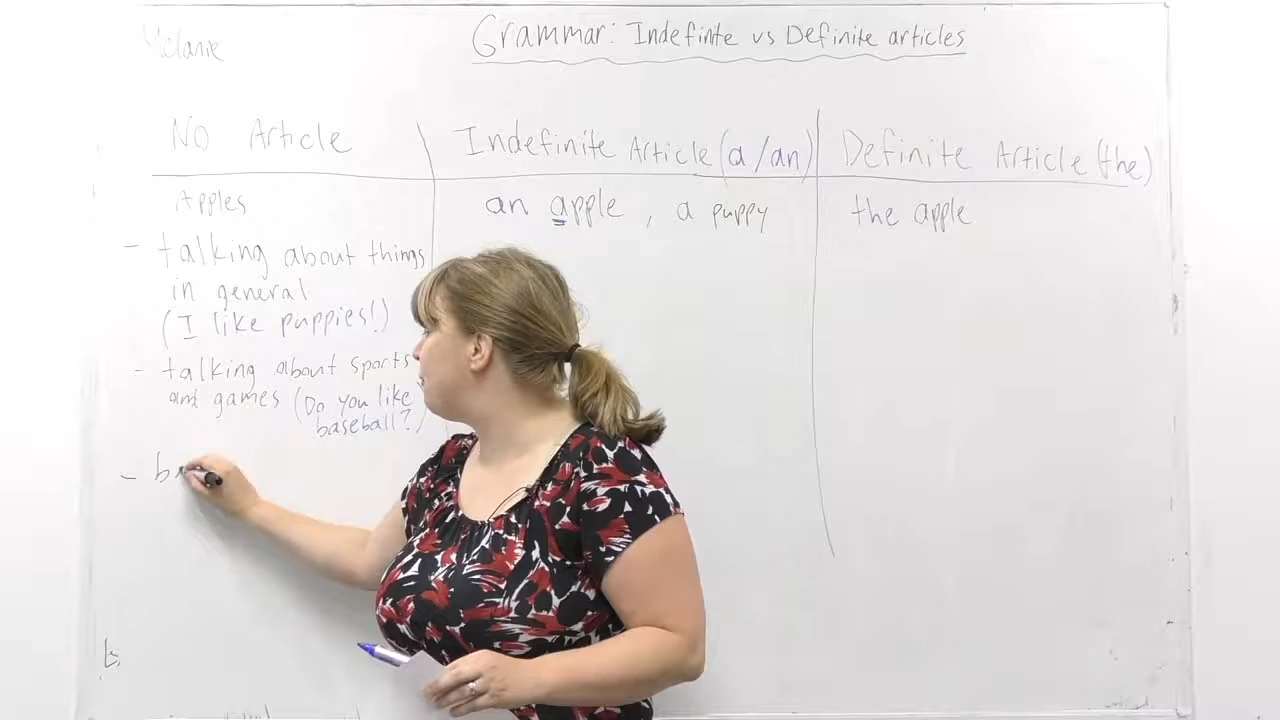 Melanie
Grammar: Indefinite vs Definite articles
No Article
Indefinite Article (a/an)
Definite Article (the)
Apples
an apple , a puppy
the apple
- talking about things
in general
(I like puppies!)
- talking about sports
and games (Do you like
baseball?)